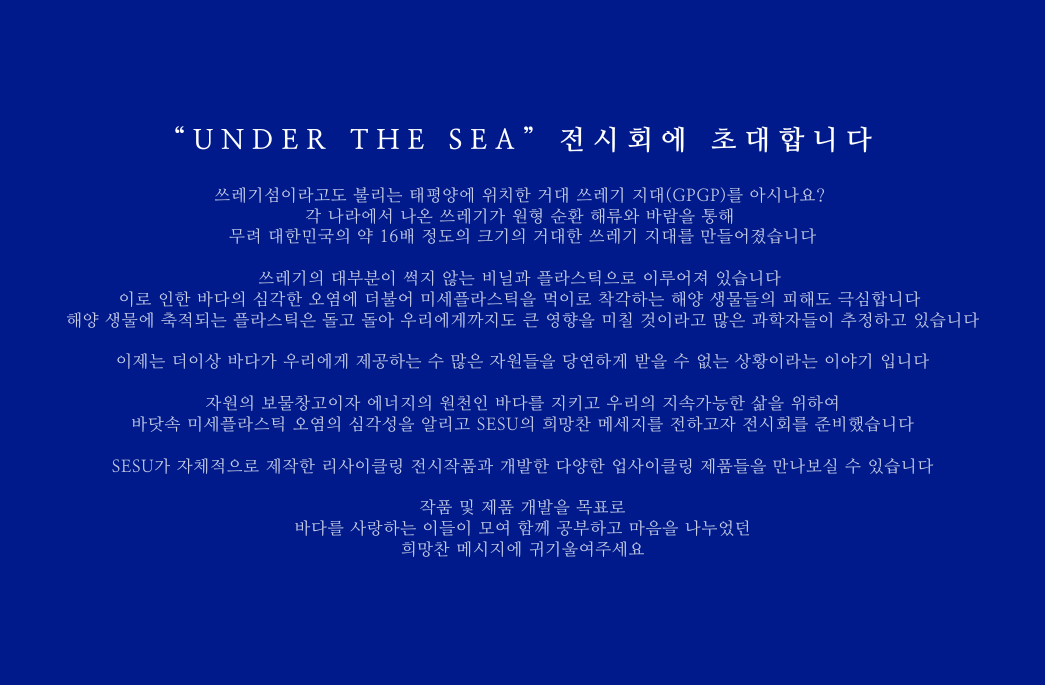 “UNDER THE SEA” 전시회에 초대합니다
쓰레기섬이라고도 불리는 태평양에 위치한 거대 쓰레기 지대(GPGP)를 아시나요?
각 나라에서 나온 쓰레기가 원형 순환 해류와 바람을 통해
무려 대한민국의 약 16배 정도의 크기의 거대한 쓰레기 지대를 만들어졌습니다
쓰레기의 대부분이 썩지 않는 비닐과 플라스틱으로 이루어져 있습니다
이로 인한 바다의 심각한 오염에 더불어 미세플라스틱을 먹이로 착각하는 해양 생물들의 피해도 극심합니다
해양 생물에 축적되는 플라스틱은 돌고 돌아 우리에게까지도 큰 영향을 미칠 것이라고 많은 과학자들이 추정하고 있습니다
이제는 더이상 바다가 우리에게 제공하는 수 많은 자원들을 당연하게 받을 수 없는 상황이라는 이야기 입니다
자원의 보물창고이자 에너지의 원천인 바다를 지키고 우리의 지속가능한 삶을 위하여
바닷속 미세플라스틱 오염의 심각성을 알리고 SESU의 희망찬 메세지를 전하고자 전시회를 준비했습니다
SESU가 자체적으로 제작한 리사이클링 전시작품과 개발한 다양한 업사이클링 제품들을 만나보실 수 있습니다
작품 및 제품 개발을 목표로
바다를 사랑하는 이들이 모여 함께 공부하고 마음을 나누었던
희망찬 메시지에 귀기울여주세요